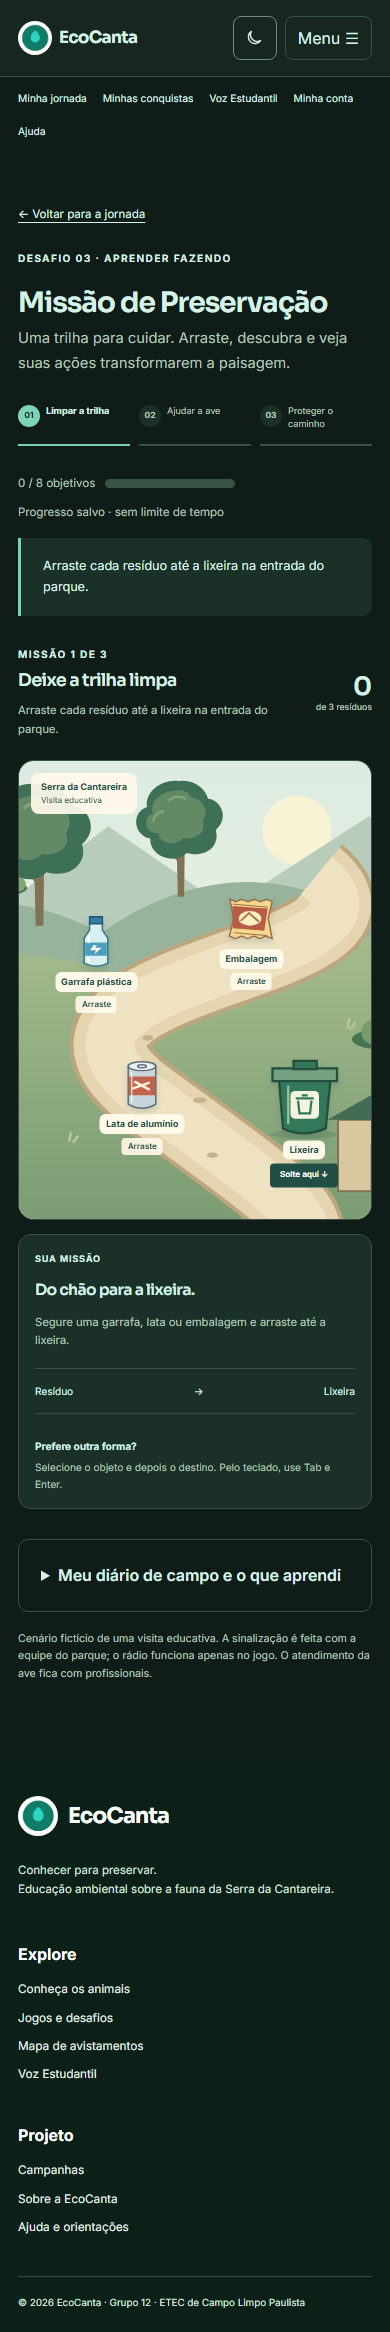 EcoCanta
Menu ☰
Minha jornada Minhas conquistas Voz Estudantil Minha conta
Ajuda
← Voltar para a jornada
DESAFIO 03 · APRENDER FAZENDO
Missão de Preservação
Uma trilha para cuidar. Arraste, descubra e veja
suas ações transformarem a paisagem.
01 Limpar a trilha
02 Ajudar a ave
03 Proteger o
caminho
0 / 8 objetivos
Progresso salvo · sem limite de tempo
Arraste cada resíduo até a lixeira na entrada do
parque.
MISSÃO 1 DE 3
Deixe a trilha limpa
Arraste cada resíduo até a lixeira na entrada do
parque.
0
de 3 resíduos
Serra da Cantareira
Visita educativa
Garrafa plástica
Arraste
Embalagem
Arraste
Lata de alumínio
Arraste
Lixeira
Solte aqui ↓
SUA MISSÃO
Do chão para a lixeira.
Segure uma garrafa, lata ou embalagem e arraste até a
lixeira.
Resíduo → Lixeira
Prefere outra forma?
Selecione o objeto e depois o destino. Pelo teclado, use Tab e
Enter.
▶ Meu diário de campo e o que aprendi
Cenário fictício de uma visita educativa. A sinalização é feita com a
equipe do parque; o rádio funciona apenas no jogo. O atendimento da
ave fica com profissionais.
EcoCanta
Conhecer para preservar.
Educação ambiental sobre a fauna da Serra da Cantareira.
Explore
Conheça os animais
Jogos e desafios
Mapa de avistamentos
Voz Estudantil
Projeto
Campanhas
Sobre a EcoCanta
Ajuda e orientações
© 2026 EcoCanta · Grupo 12 · ETEC de Campo Limpo Paulista